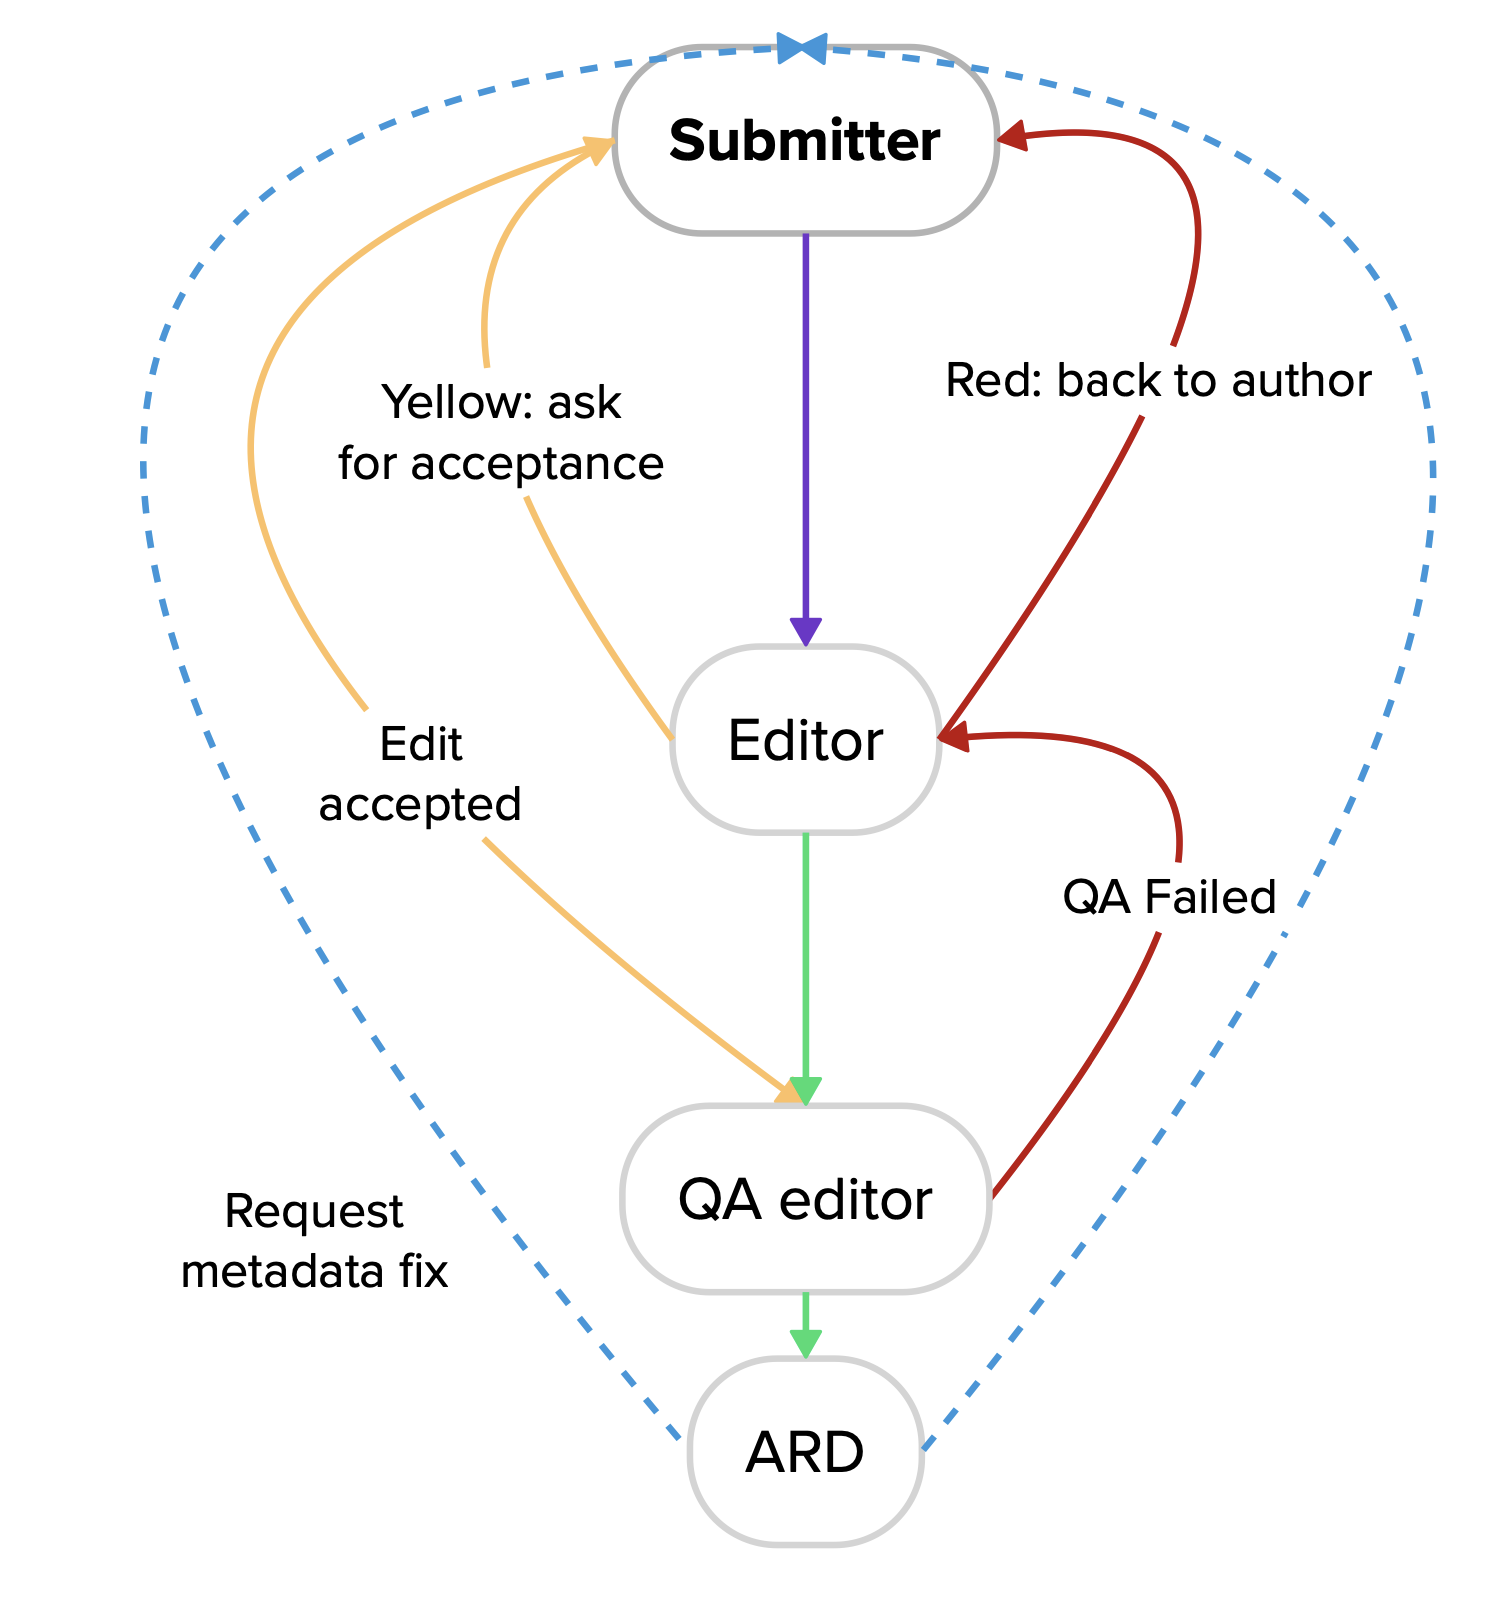 Submitter
Red: back to author
Yellow: ask
for acceptance
Editor
Edit
accepted
QA Failed
QA editor
Request
metadata fix
ARD